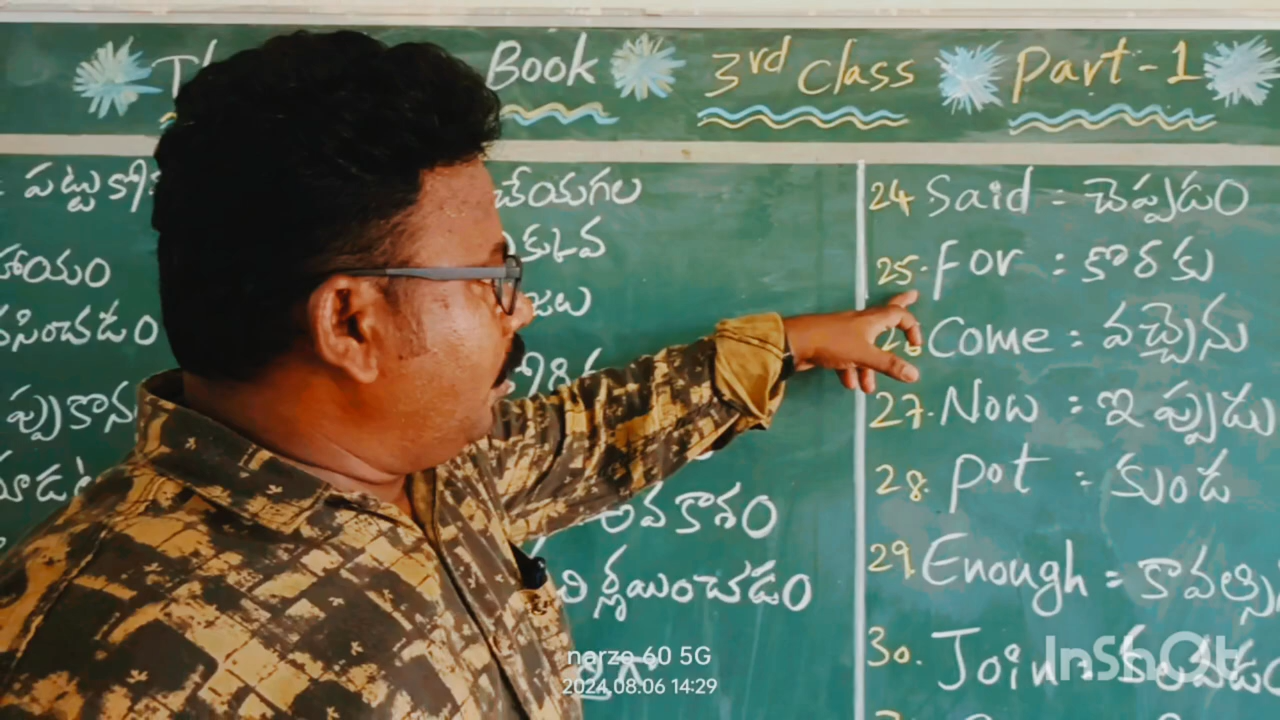 Book 3rd Class Part-1
పట్టుకో
చేయగల
హాయం
సించడం
ప్పుకాన
అవకాశం
నిర్ణయించడం
24 Said : చెప్పడం
25. For : కొరకు
26 Come : వచ్చెను
27. Now : ఇప్పుడు
28. Pot : కుండ
29 Enough = కావల్సి
30. Join =
narzo 60 5G
2024.08.06 14:29
InShOt